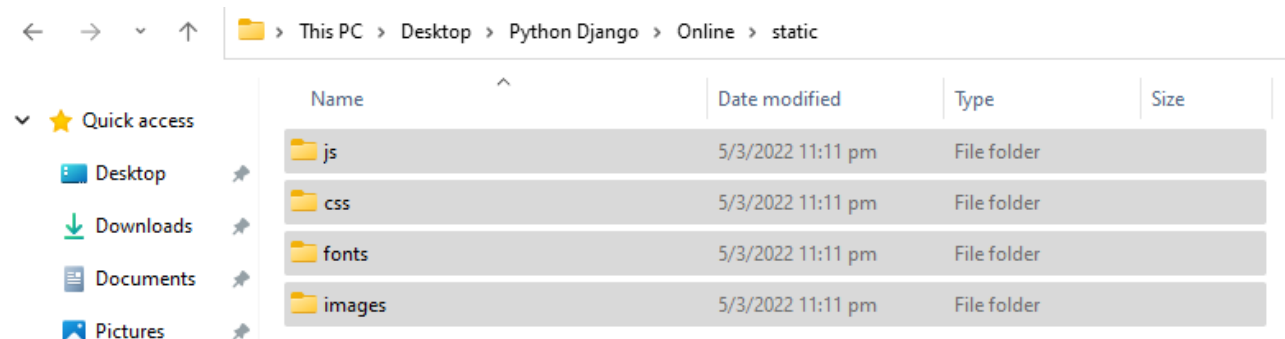 This PC > Desktop > Python Django > Online > static
Name Date modified Type Size
Quick access
js 5/3/2022 11:11 pm File folder
Desktop
css 5/3/2022 11:11 pm File folder
Downloads
fonts 5/3/2022 11:11 pm File folder
Documents
images 5/3/2022 11:11 pm File folder
Pictures